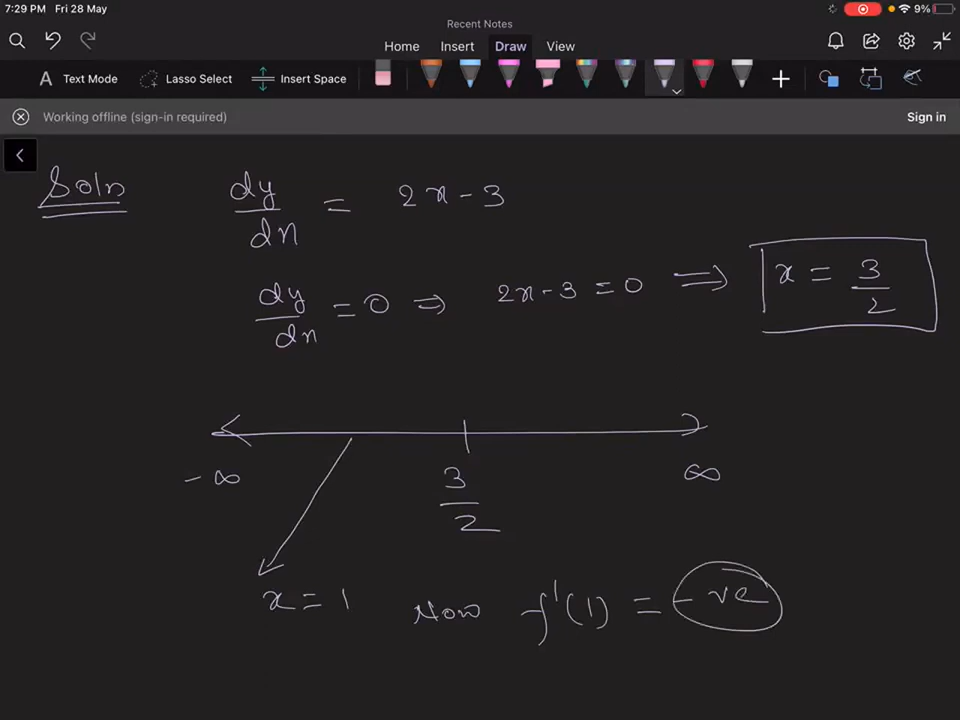 7:29 PM Fri 28 May 9%
Recent Notes
Home Insert Draw View
A Text Mode Lasso Select Insert Space
Working offline (sign-in required) Sign in
Soln dy/dx = 2x - 3
dy/dx = 0 ⇒ 2x - 3 = 0 ⟹ x = 3/2
-∞ 3/2 ∞
x = 1 Now f'(1) = -ve